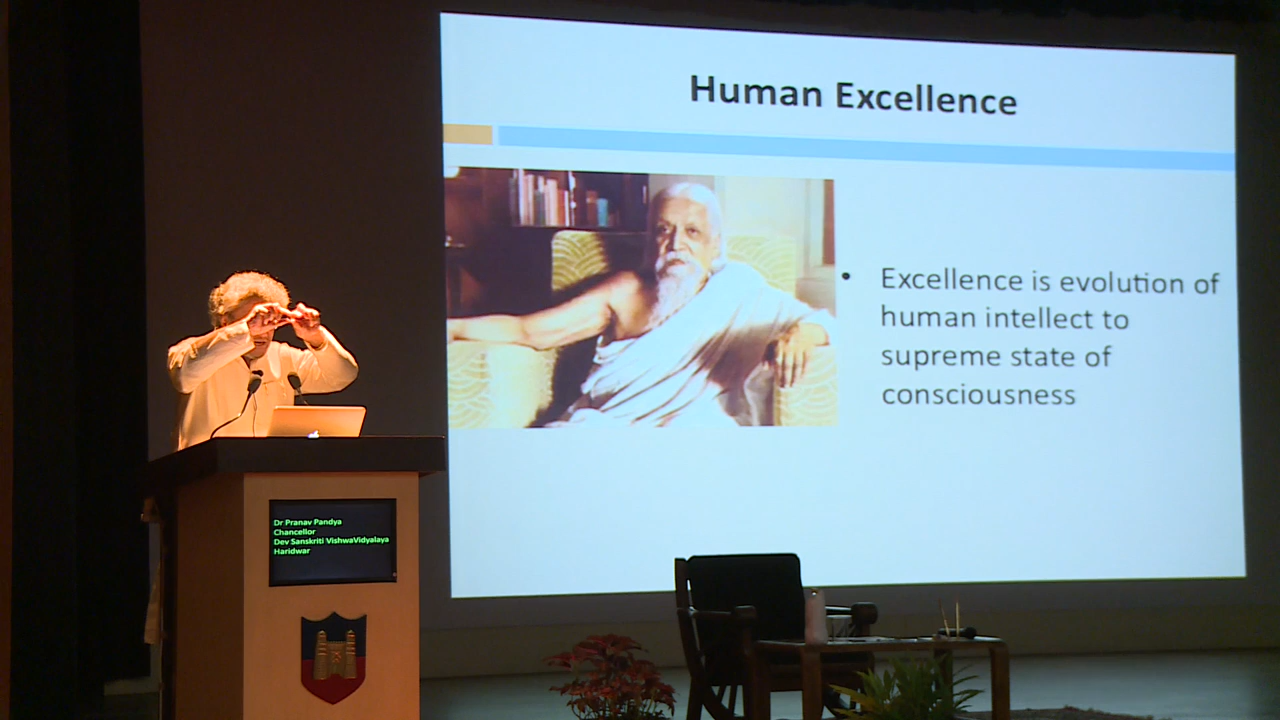 Human Excellence
• Excellence is evolution of
human intellect to
supreme state of
consciousness
Dr Pranav Pandya
Chancellor
Dev Sanskriti VishwaVidyalaya
Haridwar